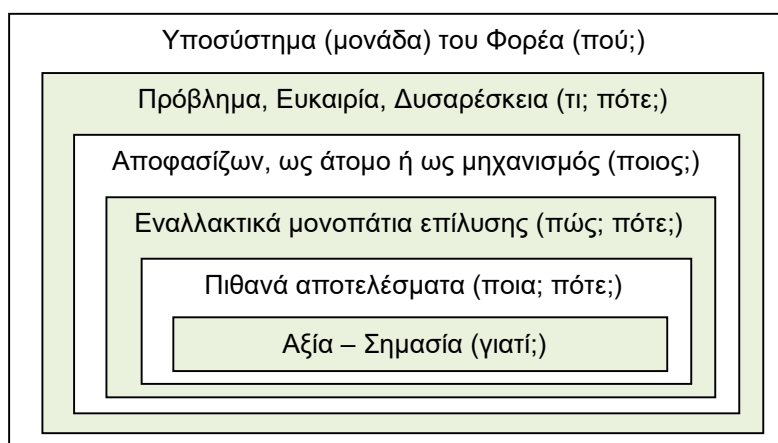 Υποσύστημα (μονάδα) του Φορέα (πού;)
Πρόβλημα, Ευκαιρία, Δυσαρέσκεια (τι; πότε;)
Αποφασίζων, ως άτομο ή ως μηχανισμός (ποιος;)
Εναλλακτικά μονοπάτια επίλυσης (πώς; πότε;)
Πιθανά αποτελέσματα (ποια; πότε;)
Αξία – Σημασία (γιατί;)